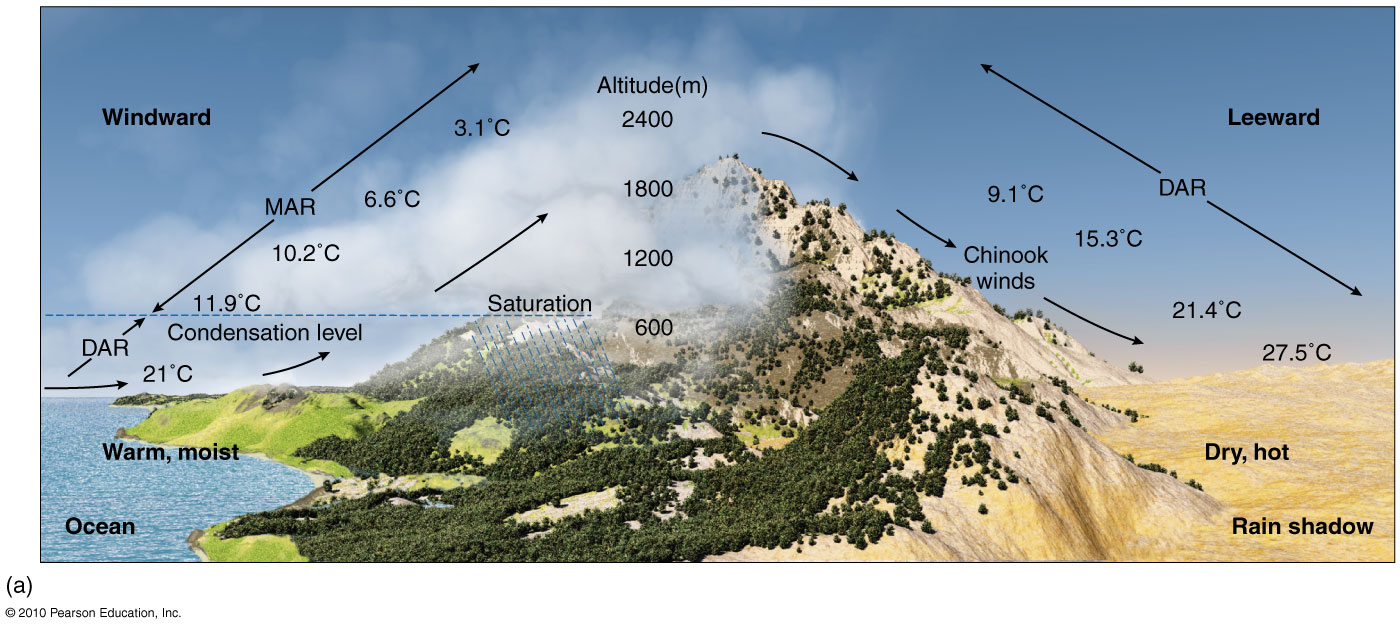 Altitude(m)
Windward
2400
Leeward
3.1˚C
1800
DAR
9.1˚C
6.6˚C
MAR
15.3˚C
10.2˚C
1200
Chinook
winds
11.9˚C
Saturation
21.4˚C
Condensation level
600
DAR
27.5˚C
21˚C
Warm, moist
Dry, hot
Ocean
Rain shadow
(a)
© 2010 Pearson Education, Inc.